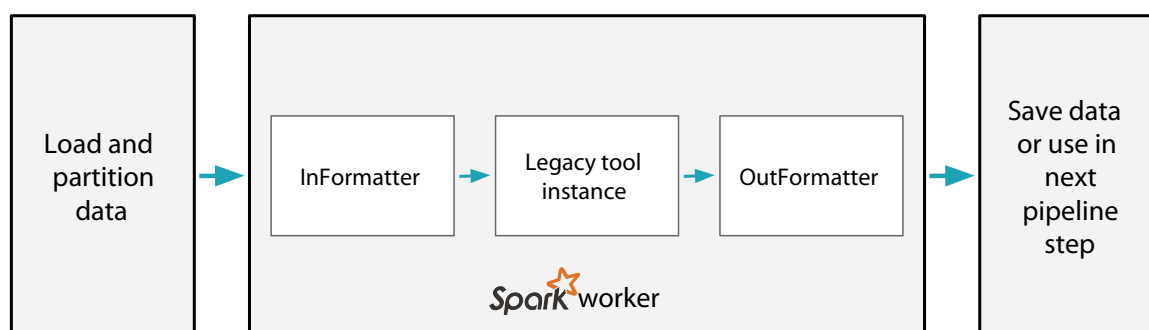 Load and
partition
data
InFormatter
Legacy tool
instance
OutFormatter
Spark worker
Save data
or use in
next
pipeline
step